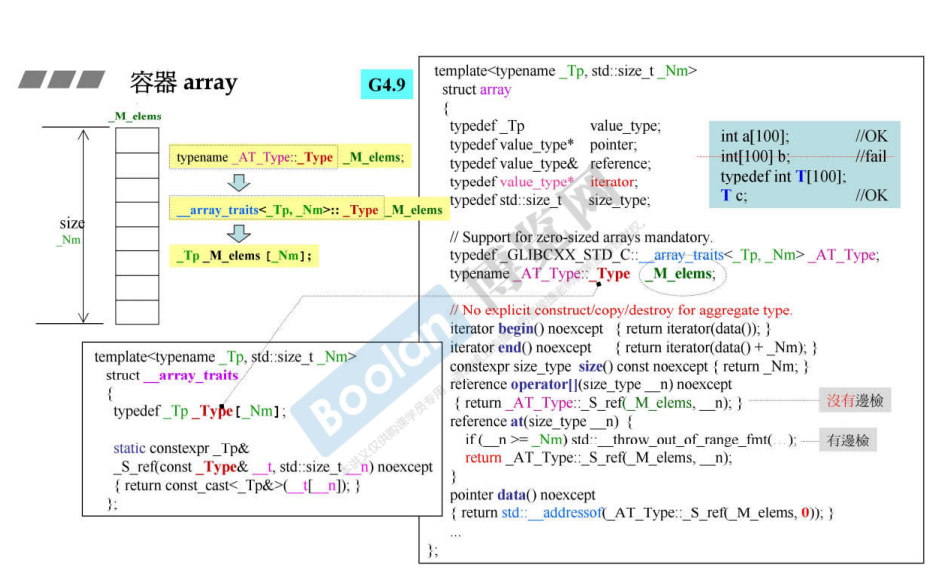 容器 array
G4.9
_M_elems
size
_Nm
typename _AT_Type::_Type _M_elems;
__array_traits<_Tp, _Nm>:: _Type _M_elems
_Tp _M_elems [_Nm];
template<typename _Tp, std::size_t _Nm>
struct __array_traits
{
typedef _Tp _Type[_Nm];
static constexpr _Tp&
_S_ref(const _Type& __t, std::size_t __n) noexcept
{ return const_cast<_Tp&>(__t[__n]); }
};
template<typename _Tp, std::size_t _Nm>
struct array
{
typedef _Tp value_type;
typedef value_type* pointer;
typedef value_type& reference;
typedef value_type* iterator;
typedef std::size_t size_type;
// Support for zero-sized arrays mandatory.
typedef _GLIBCXX_STD_C::__array_traits<_Tp, _Nm> _AT_Type;
typename _AT_Type::_Type _M_elems;
// No explicit construct/copy/destroy for aggregate type.
iterator begin() noexcept { return iterator(data()); }
iterator end() noexcept { return iterator(data() + _Nm); }
constexpr size_type size() const noexcept { return _Nm; }
reference operator[](size_type __n) noexcept
{ return _AT_Type::_S_ref(_M_elems, __n); }
reference at(size_type __n) {
if (__n >= _Nm) std::__throw_out_of_range_fmt(…);
return _AT_Type::_S_ref(_M_elems, __n);
}
pointer data() noexcept
{ return std::__addressof(_AT_Type::_S_ref(_M_elems, 0)); }
...
};
int a[100]; //OK
int[100] b; //fail
typedef int T[100];
T c; //OK
沒有邊檢
有邊檢
Boolan 博览网